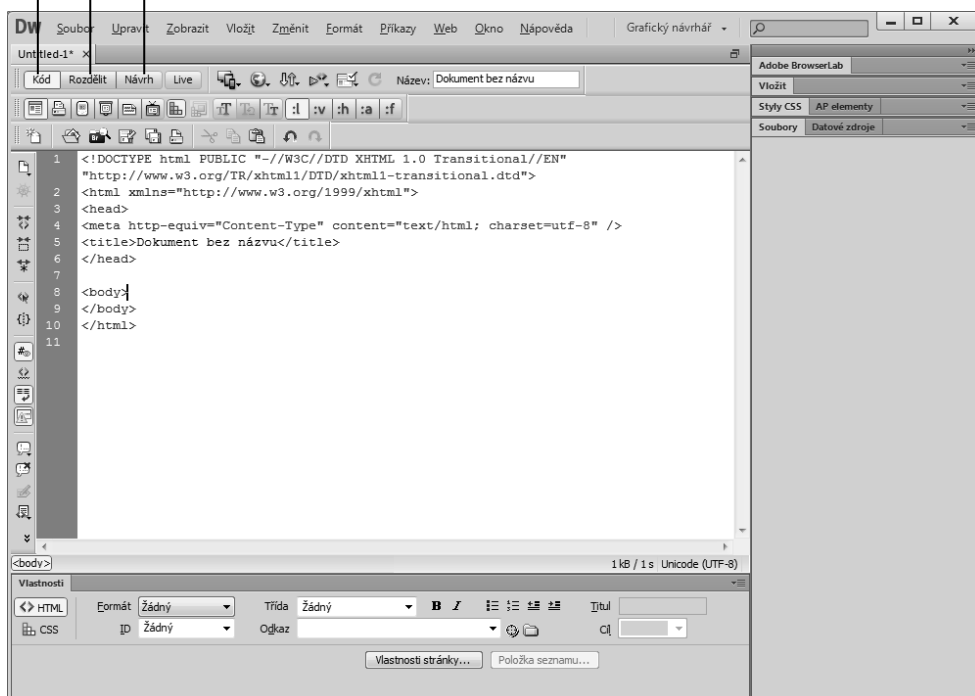 DW Soubor Upravit Zobrazit Vložit Změnit Formát Příkazy Web Okno Nápověda Grafický návrhář
Untitled-1* ×
Kód Rozdělit Návrh Live Název: Dokument bez názvu
:l :v :h :a :f
1 <!DOCTYPE html PUBLIC "-//W3C//DTD XHTML 1.0 Transitional//EN"
"http://www.w3.org/TR/xhtml1/DTD/xhtml1-transitional.dtd">
2 <html xmlns="http://www.w3.org/1999/xhtml">
3 <head>
4 <meta http-equiv="Content-Type" content="text/html; charset=utf-8" />
5 <title>Dokument bez názvu</title>
6 </head>
7
8 <body>
9 </body>
10 </html>
11
<body> 1 kB / 1 s Unicode (UTF-8)
Vlastnosti
<> HTML Formát Žádný Třída Žádný B I Titul
CSS ID Žádný Odkaz Cíl
Vlastnosti stránky... Položka seznamu...
Adobe BrowserLab
Vložit
Styly CSS AP elementy
Soubory Datové zdroje